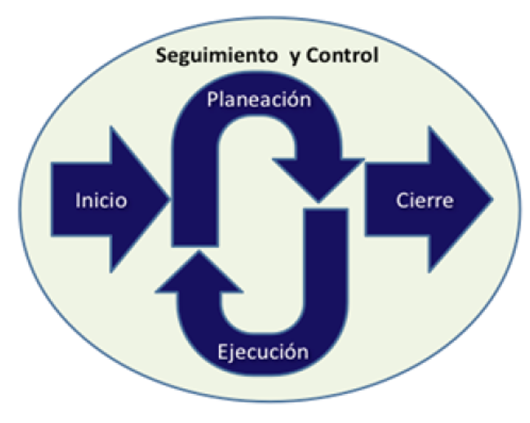 Seguimiento y Control
Planeación
Inicio
Cierre
Ejecución